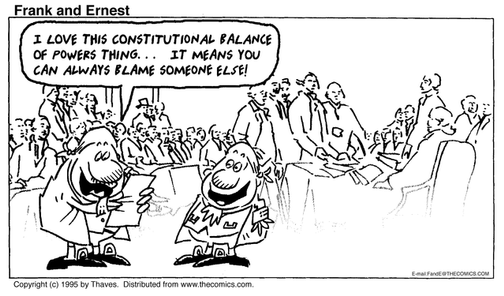 Frank and Ernest
I LOVE THIS CONSTITUTIONAL BALANCE
OF POWERS THING... IT MEANS YOU
CAN ALWAYS BLAME SOMEONE ELSE!
E-mail:FandE@THECOMICS.COM
Copyright (c) 1995 by Thaves. Distributed from www.thecomics.com.